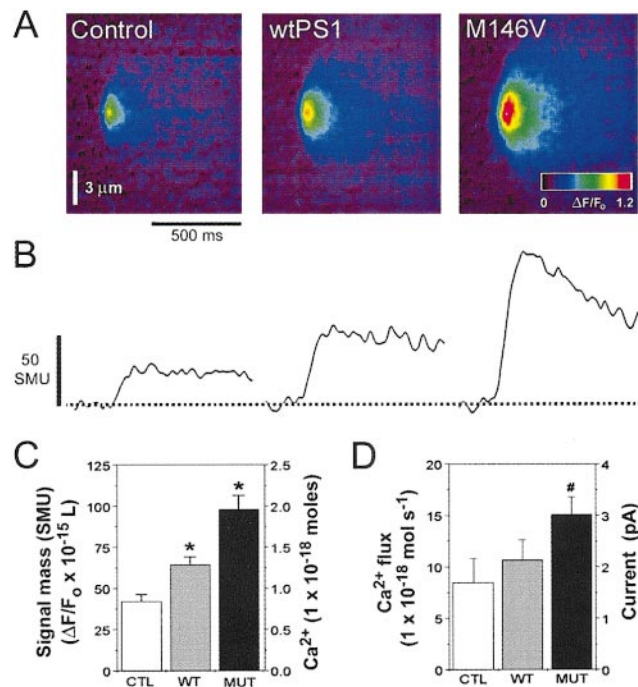 A
Control
wtPS1
M146V
3 μm
0 ΔF/Fo 1.2
500 ms
B
50
SMU
C
D
Signal mass (SMU)
(ΔF/Fo x 10-15 L)
125
100
75
50
25
0
*
*
2.5
2.0
1.5
1.0
0.5
0.0
Ca2+ (1 x 10-18 moles)
CTL WT MUT
Ca2+ flux
(1 x 10-18 mol s-1)
20
15
10
5
0
#
4
3
2
1
0
Current (pA)
CTL WT MUT